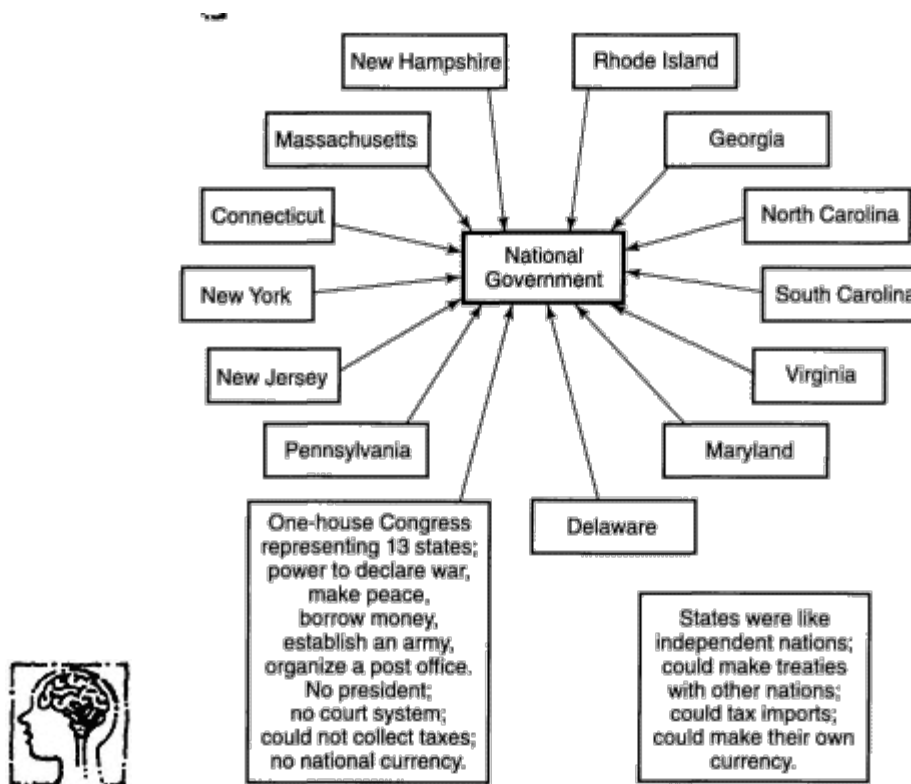 New Hampshire
Rhode Island
Massachusetts
Georgia
Connecticut
North Carolina
National
Government
New York
South Carolina
New Jersey
Virginia
Pennsylvania
Maryland
One-house Congress
representing 13 states;
power to declare war,
make peace,
borrow money,
establish an army,
organize a post office.
No president;
no court system;
could not collect taxes;
no national currency.
Delaware
States were like
independent nations;
could make treaties
with other nations;
could tax imports;
could make their own
currency.